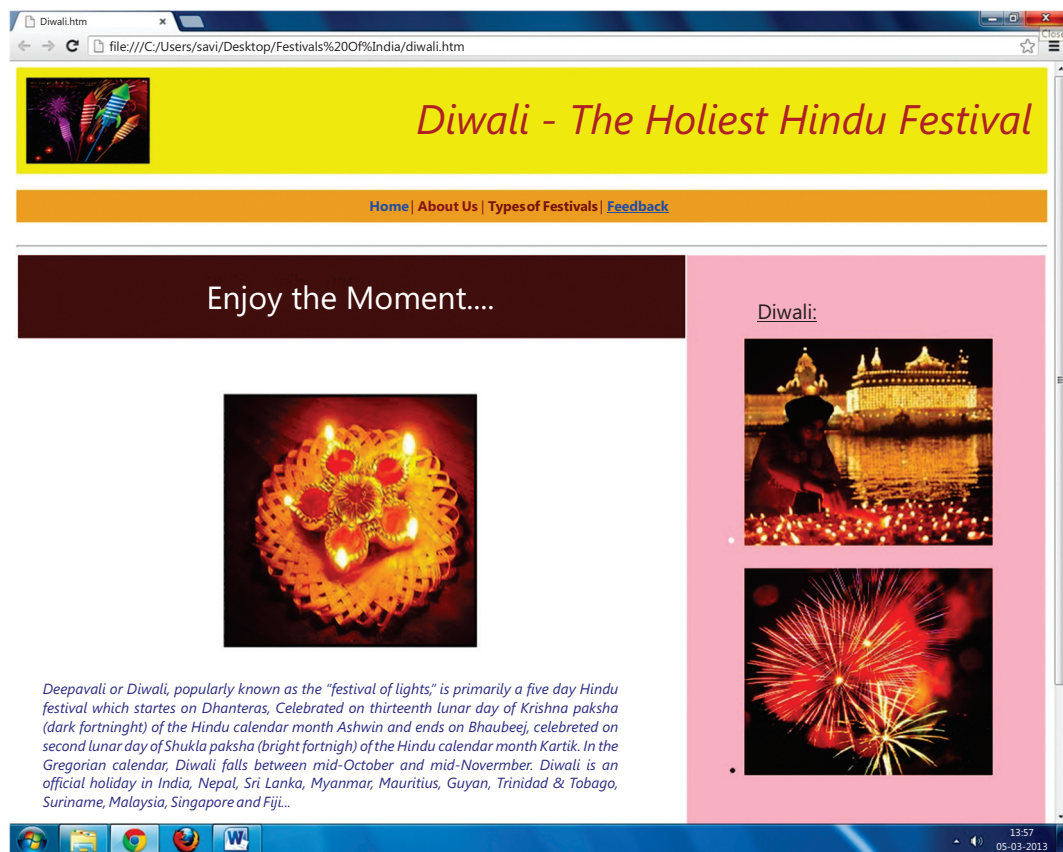 Diwali.htm
Close
file:///C:/Users/savi/Desktop/Festivals%20Of%India/diwali.htm
Diwali - The Holiest Hindu Festival
Home| About Us | Types of Festivals| Feedback
Enjoy the Moment....
Diwali:
Deepavali or Diwali, popularly known as the “festival of lights,” is primarily a five day Hindu
festival which startes on Dhanteras, Celebrated on thirteenth lunar day of Krishna paksha
(dark fortninght) of the Hindu calendar month Ashwin and ends on Bhaubeej, celebreted on
second lunar day of Shukla paksha (bright fortnigh) of the Hindu calendar month Kartik. In the
Gregorian calendar, Diwali falls between mid-October and mid-Novermber. Diwali is an
official holiday in India, Nepal, Sri Lanka, Myanmar, Mauritius, Guyan, Trinidad & Tobago,
Suriname, Malaysia, Singapore and Fiji...
13:57
05-03-2013